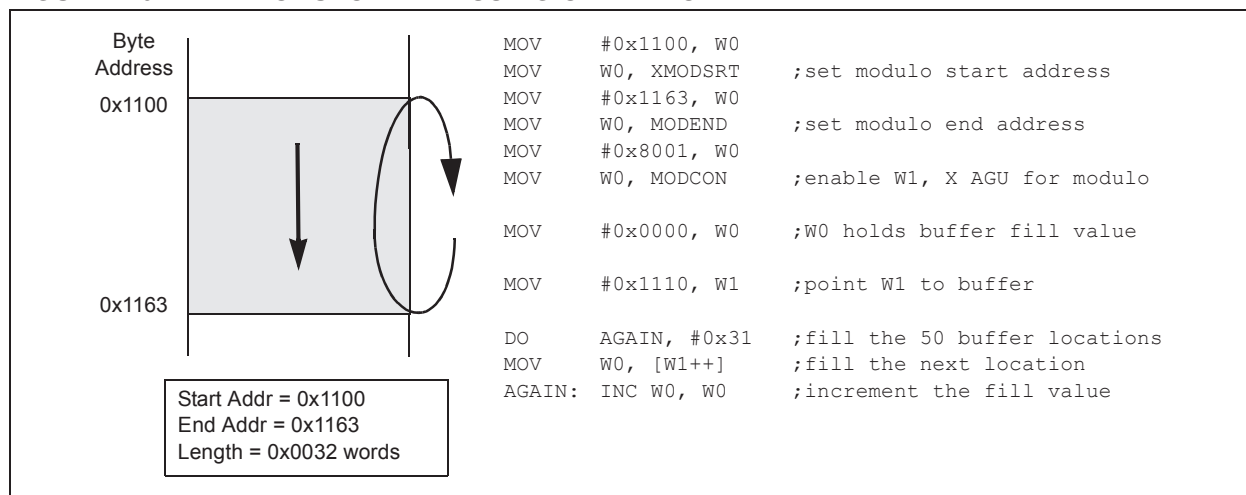 Byte
Address
0x1100
0x1163
Start Addr = 0x1100
End Addr = 0x1163
Length = 0x0032 words
MOV #0x1100, W0
MOV W0, XMODSRT ;set modulo start address
MOV #0x1163, W0
MOV W0, MODEND ;set modulo end address
MOV #0x8001, W0
MOV W0, MODCON ;enable W1, X AGU for modulo
MOV #0x0000, W0 ;W0 holds buffer fill value
MOV #0x1110, W1 ;point W1 to buffer
DO AGAIN, #0x31 ;fill the 50 buffer locations
MOV W0, [W1++] ;fill the next location
AGAIN: INC W0, W0 ;increment the fill value